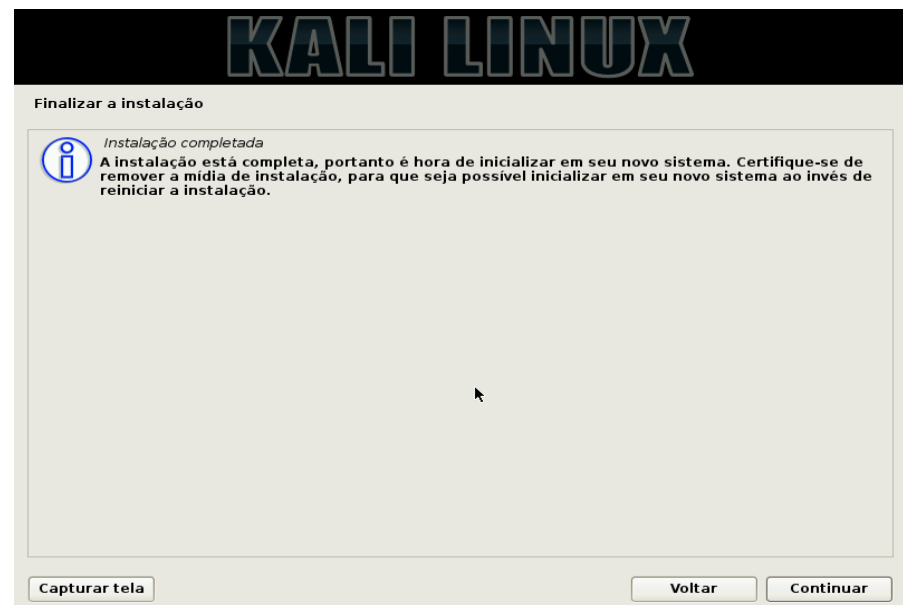 KALI LINUX
Finalizar a instalação
Instalação completada
A instalação está completa, portanto é hora de inicializar em seu novo sistema. Certifique-se de
remover a mídia de instalação, para que seja possível inicializar em seu novo sistema ao invés de
reiniciar a instalação.
Capturar tela
Voltar
Continuar